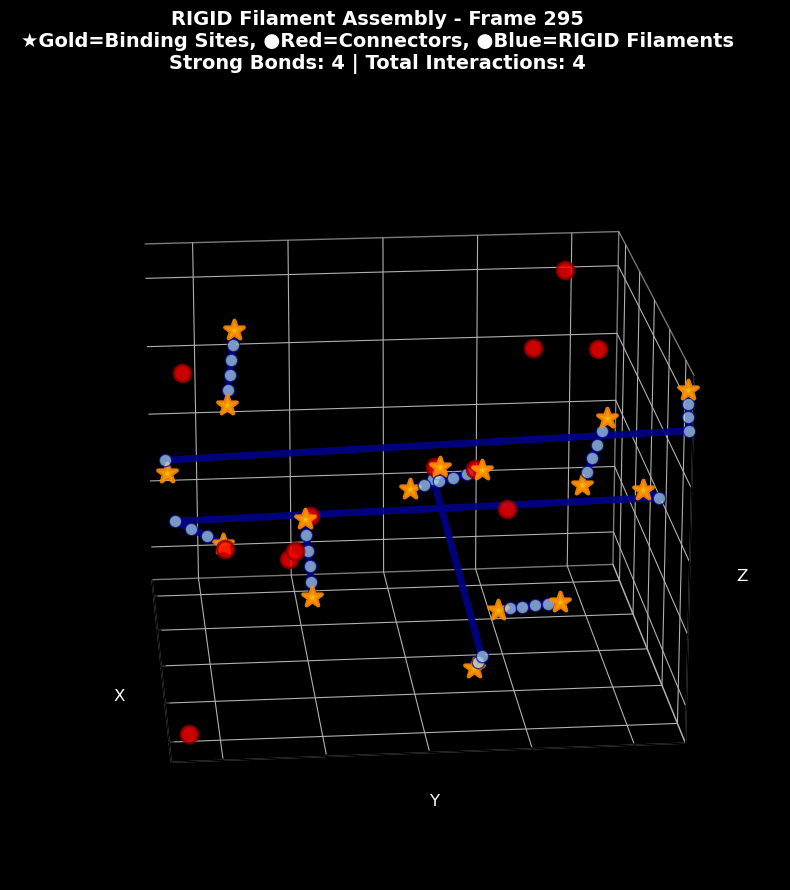 RIGID Filament Assembly - Frame 295
★Gold=Binding Sites, ●Red=Connectors, ●Blue=RIGID Filaments
Strong Bonds: 4 | Total Interactions: 4
Z
X
Y